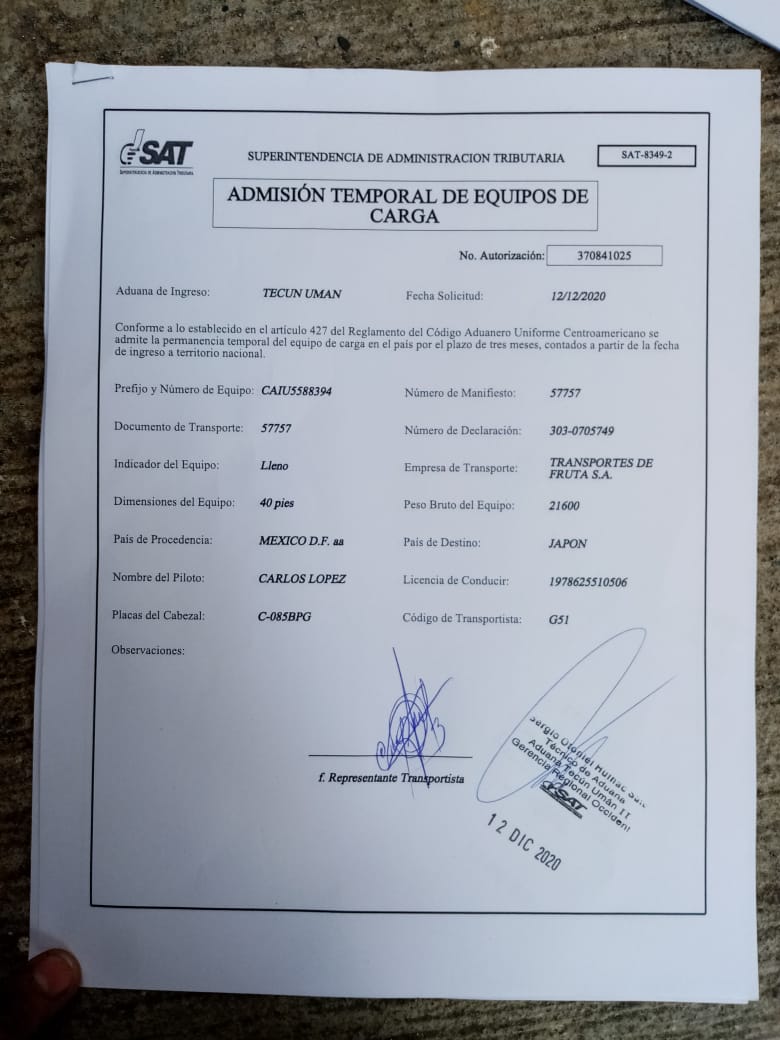 SAT
SUPERINTENDENCIA DE ADMINISTRACION TRIBUTARIA
SUPERINTENDENCIA DE ADMINISTRACION TRIBUTARIA
SAT-8349-2
ADMISIÓN TEMPORAL DE EQUIPOS DE
CARGA
No. Autorización: 370841025
Aduana de Ingreso: TECUN UMAN Fecha Solicitud: 12/12/2020
Conforme a lo establecido en el artículo 427 del Reglamento del Código Aduanero Uniforme Centroamericano se
admite la permanencia temporal del equipo de carga en el país por el plazo de tres meses, contados a partir de la fecha
de ingreso a territorio nacional.
Prefijo y Número de Equipo: CAIU5588394 Número de Manifiesto: 57757
Documento de Transporte: 57757 Número de Declaración: 303-0705749
Indicador del Equipo: Lleno Empresa de Transporte: TRANSPORTES DE
FRUTA S.A.
Dimensiones del Equipo: 40 pies Peso Bruto del Equipo: 21600
País de Procedencia: MEXICO D.F. aa País de Destino: JAPON
Nombre del Piloto: CARLOS LOPEZ Licencia de Conducir: 1978625510506
Placas del Cabezal: C-085BPG Código de Transportista: G51
Observaciones:
f. Representante Transportista
Sergio
Técnico de Aduana
Aduana Tecún Umán II
Gerencia Regional Occident
SAT
12 DIC 2020